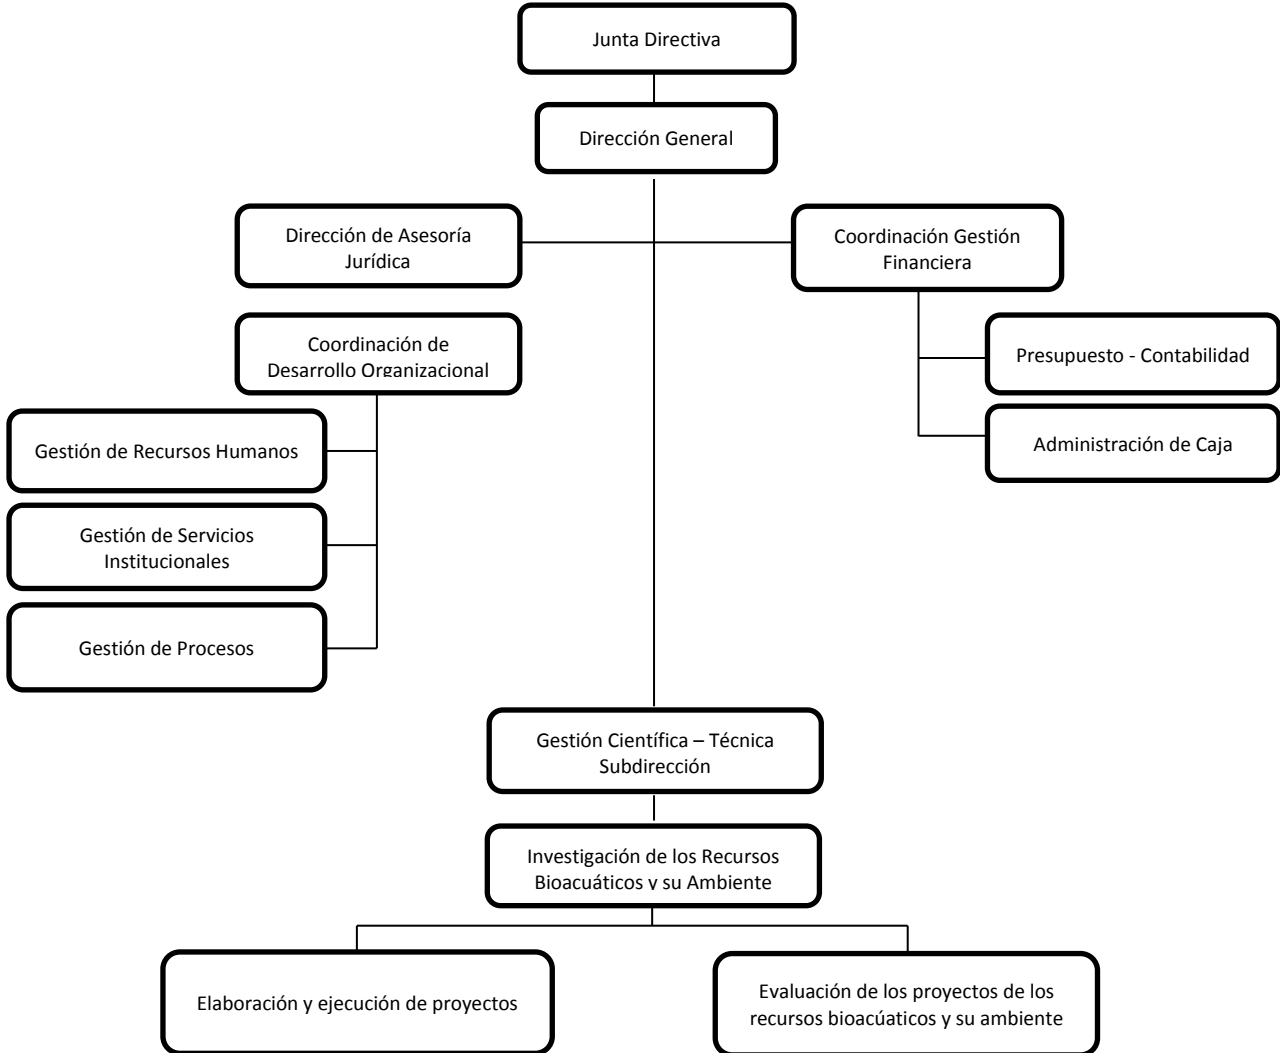 Junta Directiva
Dirección General
Dirección de Asesoría
Jurídica
Coordinación Gestión
Financiera
Coordinación de
Desarrollo Organizacional
Presupuesto - Contabilidad
Administración de Caja
Gestión de Recursos Humanos
Gestión de Servicios
Institucionales
Gestión de Procesos
Gestión Científica – Técnica
Subdirección
Investigación de los Recursos
Bioacuáticos y su Ambiente
Elaboración y ejecución de proyectos
Evaluación de los proyectos de los
recursos bioacúaticos y su ambiente